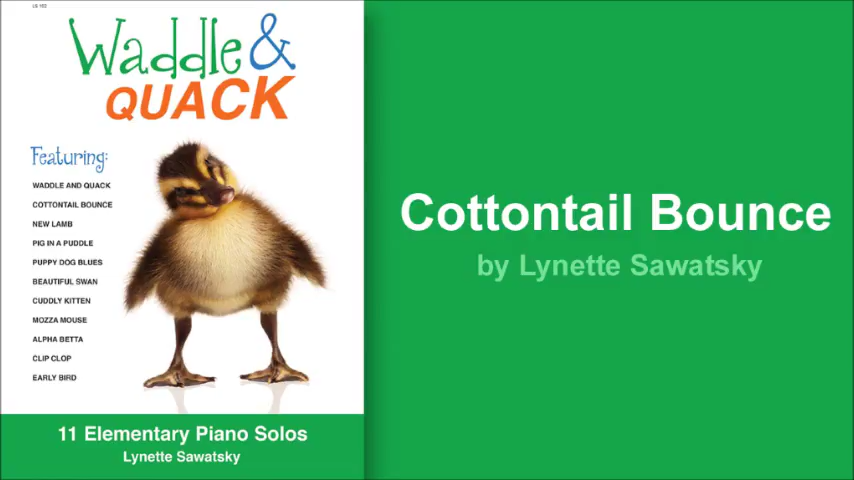 Waddle &
QUACK
Featuring:
WADDLE AND QUACK
COTTONTAIL BOUNCE
NEW LAMB
PIG IN A PUDDLE
PUPPY DOG BLUES
BEAUTIFUL SWAN
CUDDLY KITTEN
MOZZA MOUSE
ALPHA BETTA
CLIP CLOP
EARLY BIRD
11 Elementary Piano Solos
Lynette Sawatsky
Cottontail Bounce
by Lynette Sawatsky